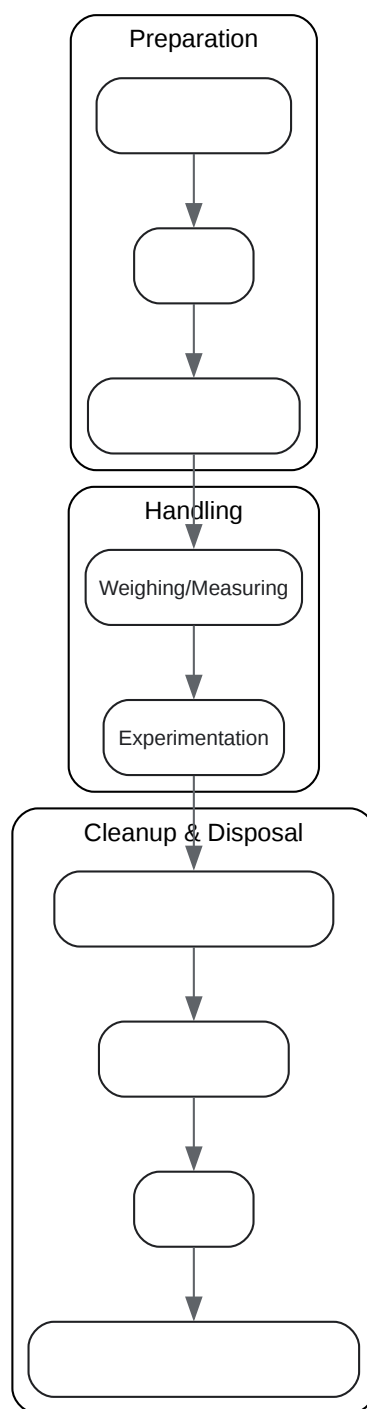 Preparation
Handling
Weighing/Measuring
Experimentation
Cleanup & Disposal